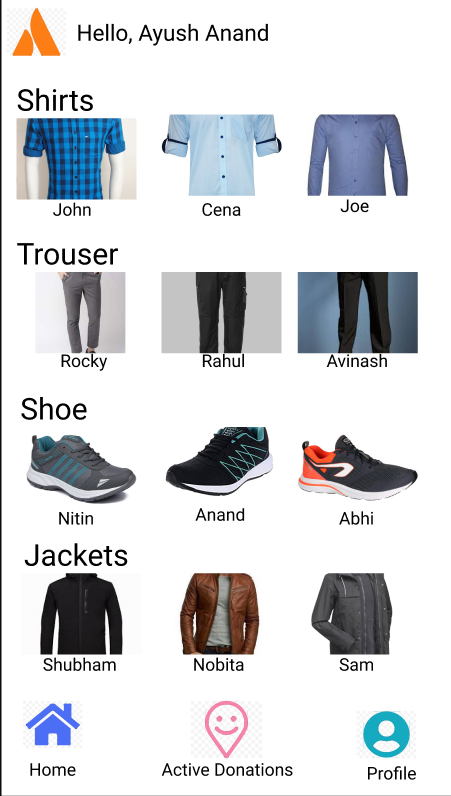 Hello, Ayush Anand
Shirts
John Cena Joe
Trouser
Rocky Rahul Avinash
Shoe
Nitin Anand Abhi
Jackets
Shubham Nobita Sam
Home Active Donations Profile